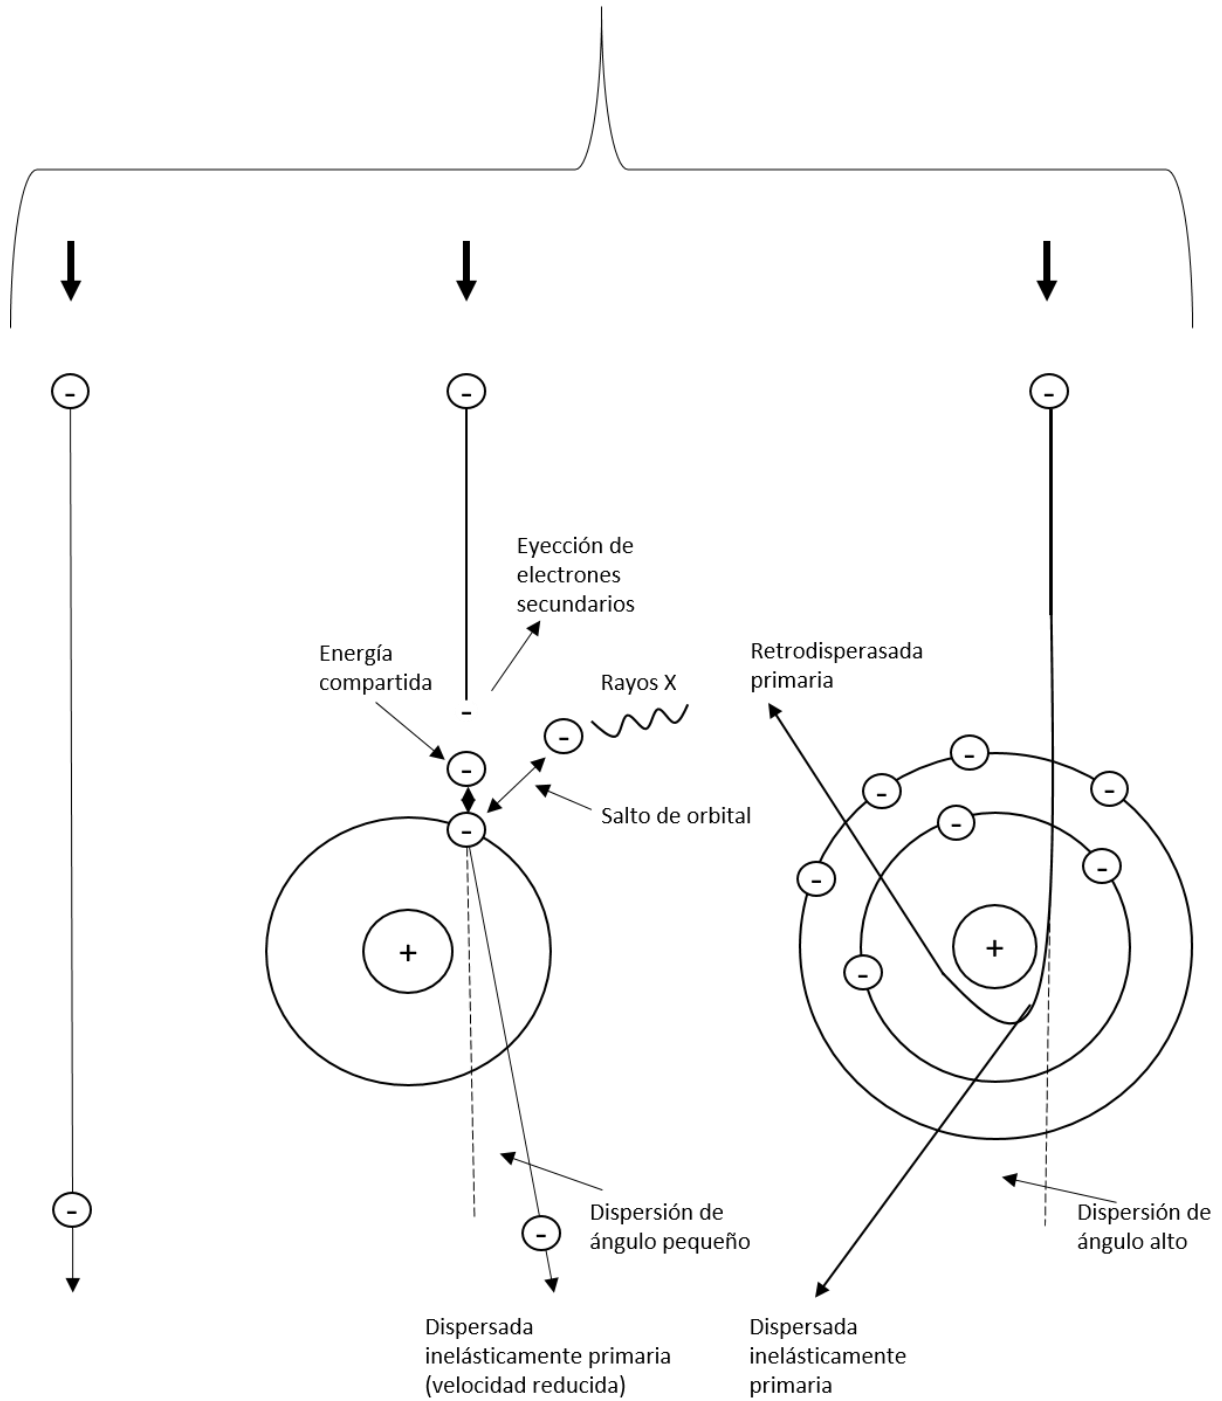 -
-
-
Eyección de
electrones
secundarios
Energía
compartida
Rayos X
Retrodisperasada
primaria
-
-
-
-
Salto de orbital
-
-
-
-
-
-
-
+
+
-
Dispersión de
ángulo pequeño
Dispersión de
ángulo alto
-
-
Dispersada
inelásticamente primaria
(velocidad reducida)
Dispersada
inelásticamente
primaria